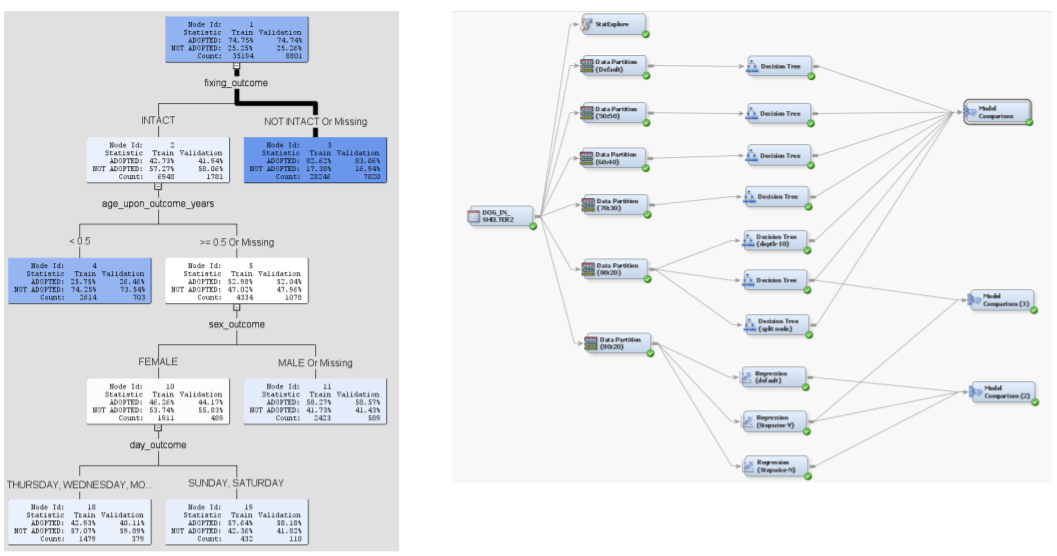 Node Id: 1
Statistic Train Validation
ADOPTED: 74.75% 74.74%
NOT ADOPTED: 25.25% 25.26%
Count: 35194 8801
fixing_outcome
INTACT
NOT INTACT Or Missing
Node Id: 2
Statistic Train Validation
ADOPTED: 42.73% 41.94%
NOT ADOPTED: 57.27% 58.06%
Count: 6948 1781
Node Id: 3
Statistic Train Validation
ADOPTED: 82.62% 83.06%
NOT ADOPTED: 17.38% 16.94%
Count: 28246 7020
age_upon_outcome_years
< 0.5
>= 0.5 Or Missing
Node Id: 4
Statistic Train Validation
ADOPTED: 25.75% 26.46%
NOT ADOPTED: 74.25% 73.54%
Count: 2614 703
Node Id: 5
Statistic Train Validation
ADOPTED: 52.98% 52.04%
NOT ADOPTED: 47.02% 47.96%
Count: 4334 1078
sex_outcome
FEMALE
MALE Or Missing
Node Id: 10
Statistic Train Validation
ADOPTED: 46.26% 44.17%
NOT ADOPTED: 53.74% 55.83%
Count: 1911 489
Node Id: 11
Statistic Train Validation
ADOPTED: 58.27% 58.57%
NOT ADOPTED: 41.73% 41.43%
Count: 2423 589
day_outcome
THURSDAY, WEDNESDAY, MO...
SUNDAY, SATURDAY
Node Id: 18
Statistic Train Validation
ADOPTED: 42.93% 40.11%
NOT ADOPTED: 57.07% 59.89%
Count: 1479 379
Node Id: 19
Statistic Train Validation
ADOPTED: 57.64% 58.18%
NOT ADOPTED: 42.36% 41.82%
Count: 432 110
StatExplore
Data Partition
(Default)
Decision Tree
Data Partition
(50:50)
Decision Tree
Model
Comparison
Data Partition
(60:40)
Decision Tree
Data Partition
(70:30)
Decision Tree
DOG_IN_
SHELTER2
Decision Tree
(depth-10)
Data Partition
(80:20)
Decision Tree
Model
Comparison (3)
Decision Tree
(split node)
Data Partition
(80:20)
Regression
(default)
Model
Comparison (2)
Regression
(Stepwise-Y)
Regression
(Stepwise-N)